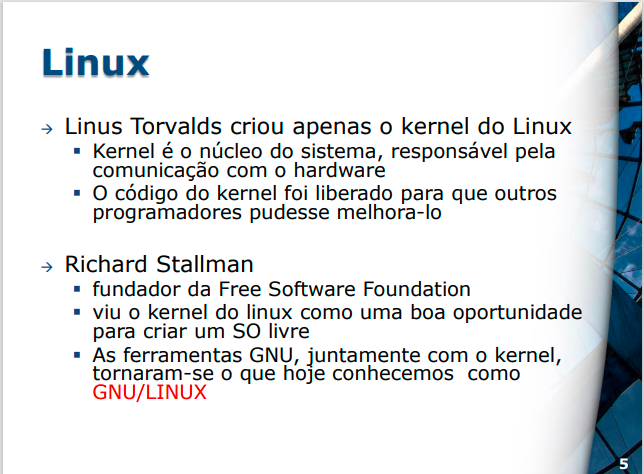 Linux
→ Linus Torvalds criou apenas o kernel do Linux
▪ Kernel é o núcleo do sistema, responsável pela
comunicação com o hardware
▪ O código do kernel foi liberado para que outros
programadores pudesse melhora-lo
→ Richard Stallman
▪ fundador da Free Software Foundation
▪ viu o kernel do linux como uma boa oportunidade
para criar um SO livre
▪ As ferramentas GNU, juntamente com o kernel,
tornaram-se o que hoje conhecemos como
GNU/LINUX
5